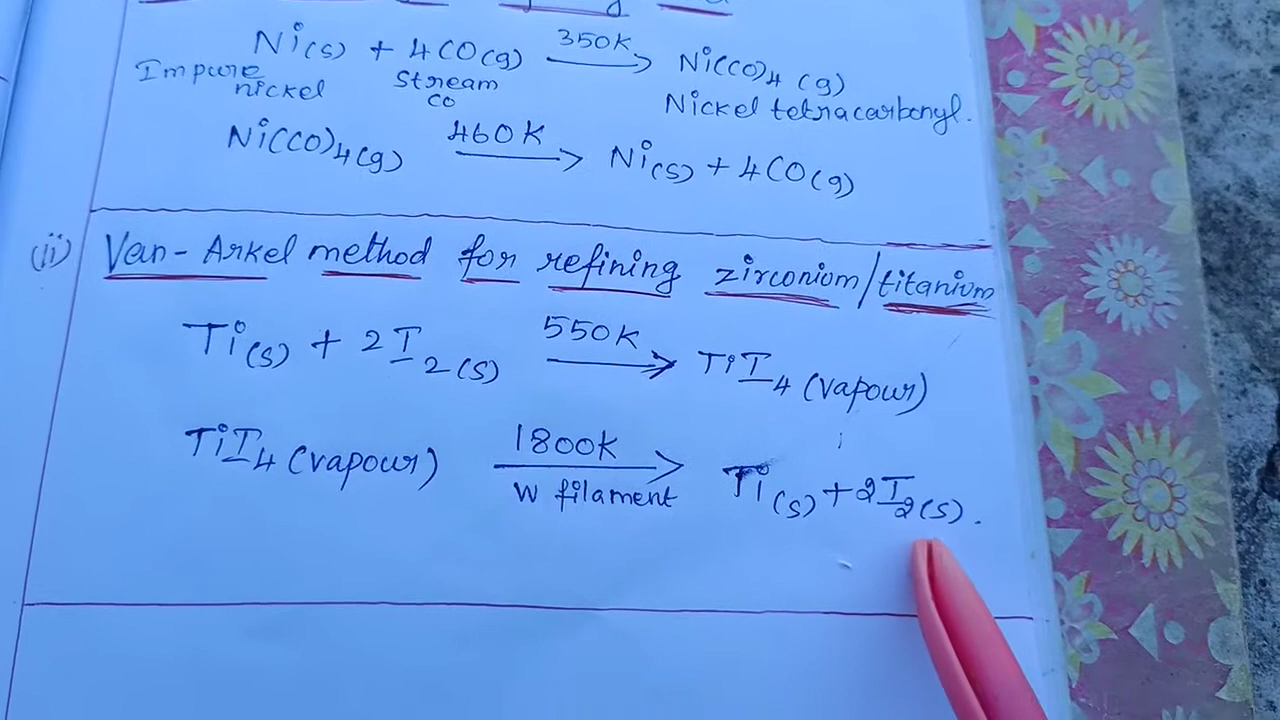 Ni(s) + 4CO(g) 350K → Ni(CO)4 (g)
Impure nickel Stream CO Nickel tetracarbonyl.
Ni(CO)4(g) 460K → Ni(s) + 4CO(g)
(ii) Van-Arkel method for refining zirconium/titanium
Ti(s) + 2I2(s) 550K → TiI4 (vapour)
TiI4 (vapour) 1800K → W filament Ti(s) + 2I2(s).